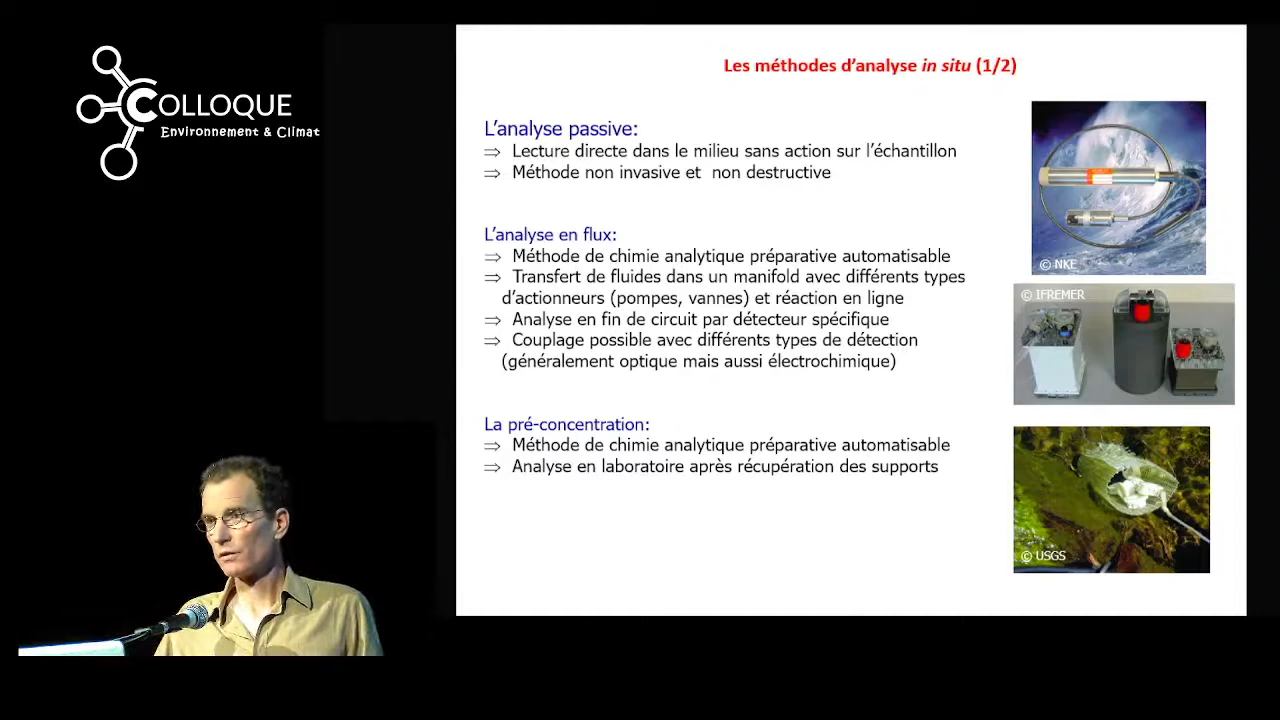 COLLOQUE
Environnement & Climat
Les méthodes d’analyse in situ (1/2)
L’analyse passive:
⇒ Lecture directe dans le milieu sans action sur l’échantillon
⇒ Méthode non invasive et non destructive
L’analyse en flux:
⇒ Méthode de chimie analytique préparative automatisable
⇒ Transfert de fluides dans un manifold avec différents types
d’actionneurs (pompes, vannes) et réaction en ligne
⇒ Analyse en fin de circuit par détecteur spécifique
⇒ Couplage possible avec différents types de détection
(généralement optique mais aussi électrochimique)
La pré-concentration:
⇒ Méthode de chimie analytique préparative automatisable
⇒ Analyse en laboratoire après récupération des supports
© NKE
© IFREMER
© USGS